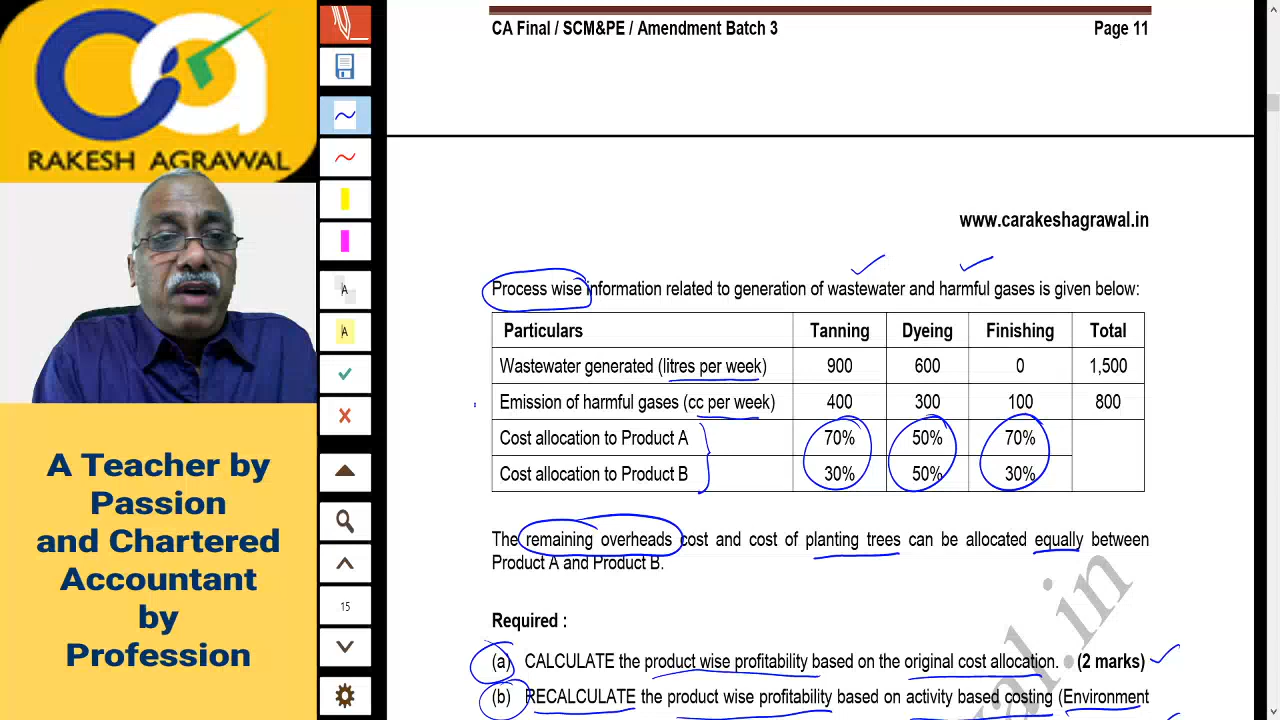 CA Final / SCM&PE / Amendment Batch 3 Page 11
RAKESH AGRAWAL
www.carakeshagrawal.in
Process wise information related to generation of wastewater and harmful gases is given below:
Particulars Tanning Dyeing Finishing Total
Wastewater generated (litres per week) 900 600 0 1,500
Emission of harmful gases (cc per week) 400 300 100 800
Cost allocation to Product A 70% 50% 70%
Cost allocation to Product B 30% 50% 30%
The remaining overheads cost and cost of planting trees can be allocated equally between
Product A and Product B.
Required :
(a) CALCULATE the product wise profitability based on the original cost allocation. (2 marks)
(b) RECALCULATE the product wise profitability based on activity based costing (Environment
A Teacher by
Passion
and Chartered
Accountant
by
Profession
A
A
15
al.in